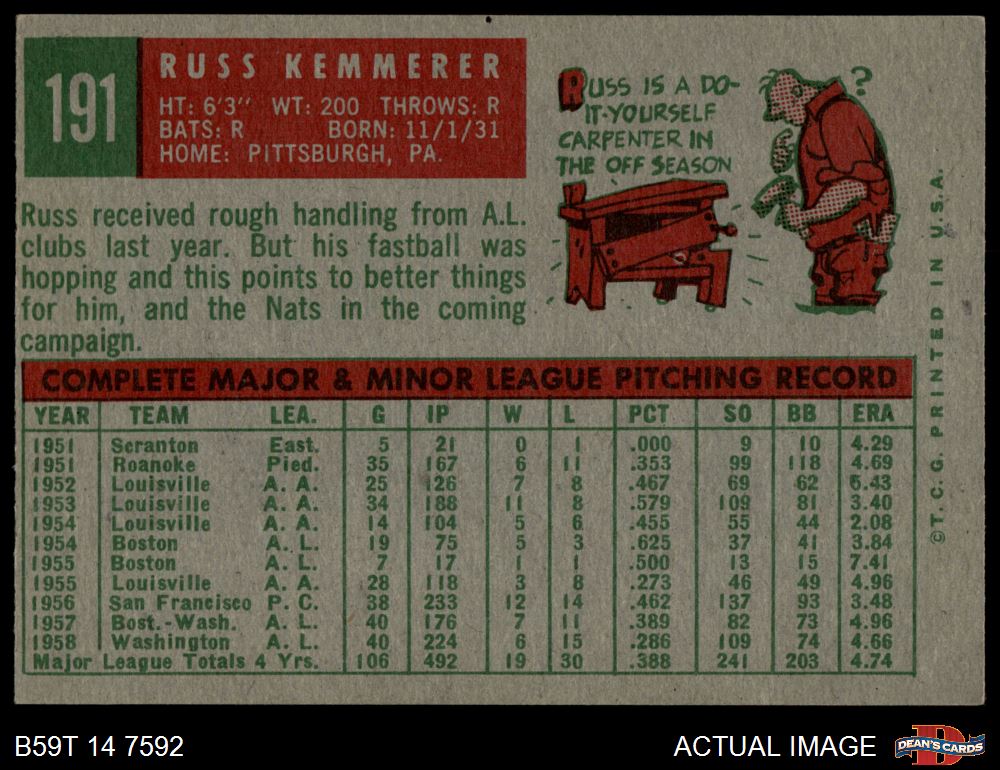 191
RUSS KEMMERER
HT: 6'3" WT: 200 THROWS: R
BATS: R BORN: 11/1/31
HOME: PITTSBURGH, PA.
RUSS IS A DO-
IT-YOURSELF
CARPENTER IN
THE OFF SEASON
?
Russ received rough handling from A.L.
clubs last year. But his fastball was
hopping and this points to better things
for him, and the Nats in the coming
campaign.
COMPLETE MAJOR & MINOR LEAGUE PITCHING RECORD
YEAR TEAM LEA. G IP W L PCT SO BB ERA
1951 Scranton East. 5 21 0 1 .000 9 10 4.29
1951 Roanoke Pied. 35 167 6 11 .353 99 118 4.69
1952 Louisville A. A. 25 126 7 8 .467 69 62 5.43
1953 Louisville A. A. 34 188 11 8 .579 109 81 3.40
1954 Louisville A. A. 14 104 5 6 .455 55 44 2.08
1954 Boston A. L. 19 75 5 3 .625 37 41 3.84
1955 Boston A. L. 7 17 1 1 .500 13 15 7.41
1955 Louisville A. A. 28 118 3 8 .273 46 49 4.96
1956 San Francisco P. C. 38 233 12 14 .462 137 93 3.48
1957 Bost.-Wash. A. L. 40 176 7 11 .389 82 73 4.96
1958 Washington A. L. 40 224 6 15 .286 109 74 4.66
Major League Totals 4 Yrs. 106 492 19 30 .388 241 203 4.74
©T. C. G. PRINTED IN U.S.A.
B59T 14 7592
ACTUAL IMAGE
DEAN'S CARDS